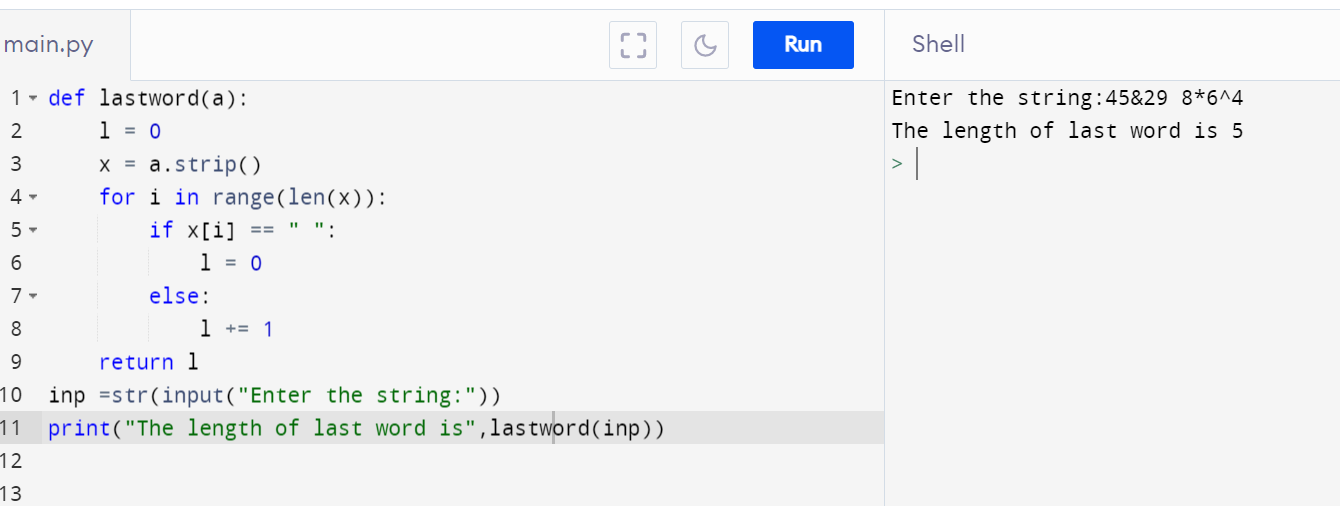 main.py
Run
Shell
1 def lastword(a):
2     l = 0
3     x = a.strip()
4     for i in range(len(x)):
5         if x[i] == " ":
6             l = 0
7         else:
8             l += 1
9     return l
10 inp =str(input("Enter the string:"))
11 print("The length of last word is",lastword(inp))
12
13
Enter the string:45&29 8*6^4
The length of last word is 5
>